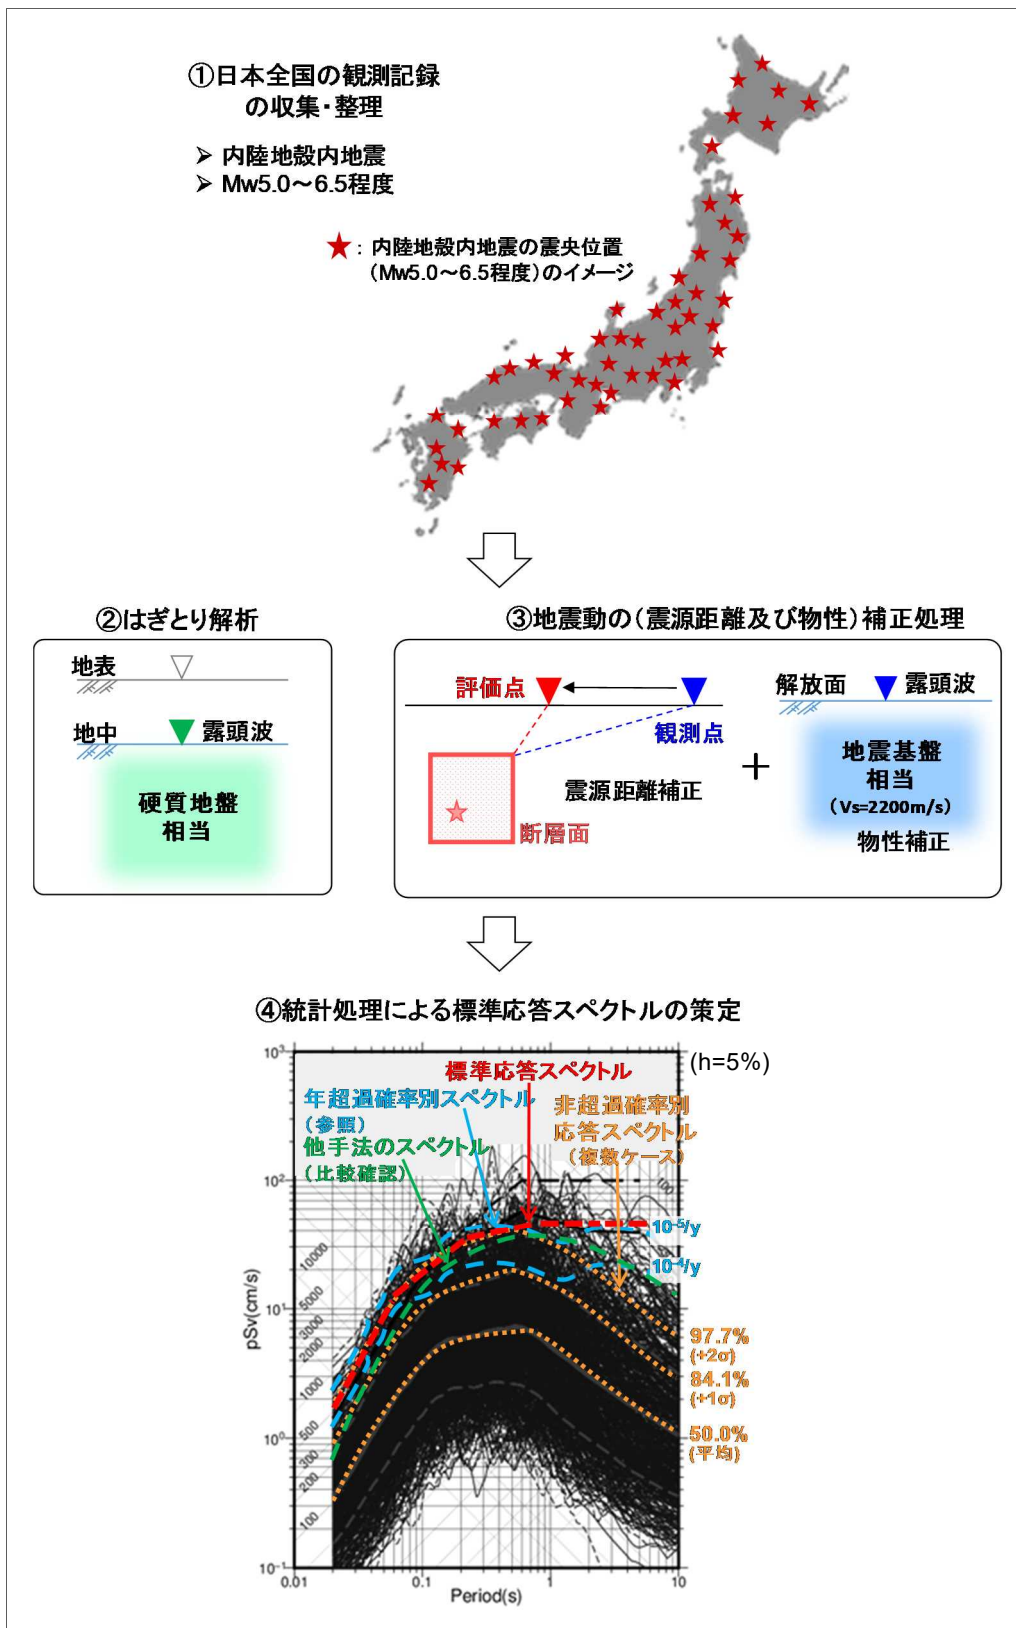 ①日本全国の観測記録
の収集・整理
➢ 内陸地殻内地震
➢ Mw5.0～6.5程度
★：内陸地殻内地震の震央位置
（Mw5.0～6.5程度）のイメージ
②はぎとり解析
地表
地中
露頭波
硬質地盤
相当
③地震動の（震源距離及び物性）補正処理
評価点
観測点
震源距離補正
断層面
+
解放面
露頭波
地震基盤
相当
（Vs=2200m/s）
物性補正
④統計処理による標準応答スペクトルの策定
(h=5%)
標準応答スペクトル
年超過確率別スペクトル
（参照）
他手法のスペクトル
（比較確認）
非超過確率別
応答スペクトル
（複数ケース）
10³
10²
10¹
10⁰
10⁻¹
pSv(cm/s)
10000
5000
3000
2000
1000
500
300
200
100
100
10⁻⁵/y
10⁻⁴/y
97.7%
(+2σ)
84.1%
(+1σ)
50.0%
(平均)
0.01
0.1
1
10
Period(s)